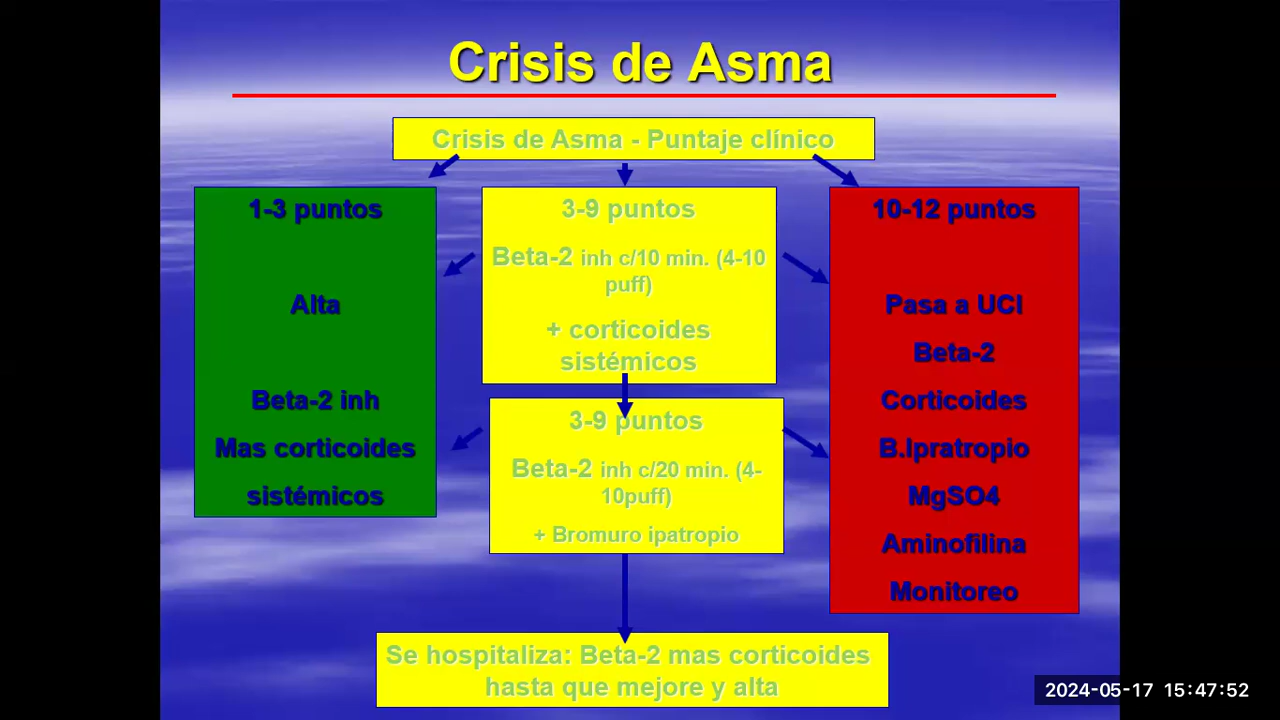 Crisis de Asma
Crisis de Asma - Puntaje clínico
1-3 puntos
Alta
Beta-2 inh
Mas corticoides
sistémicos
3-9 puntos
Beta-2 inh c/10 min. (4-10
puff)
+ corticoides
sistémicos
3-9 puntos
Beta-2 inh c/20 min. (4-
10puff)
+ Bromuro ipatropio
10-12 puntos
Pasa a UCI
Beta-2
Corticoides
B.Ipratropio
MgSO4
Aminofilina
Monitoreo
Se hospitaliza: Beta-2 mas corticoides
hasta que mejore y alta
2024-05-17 15:47:52